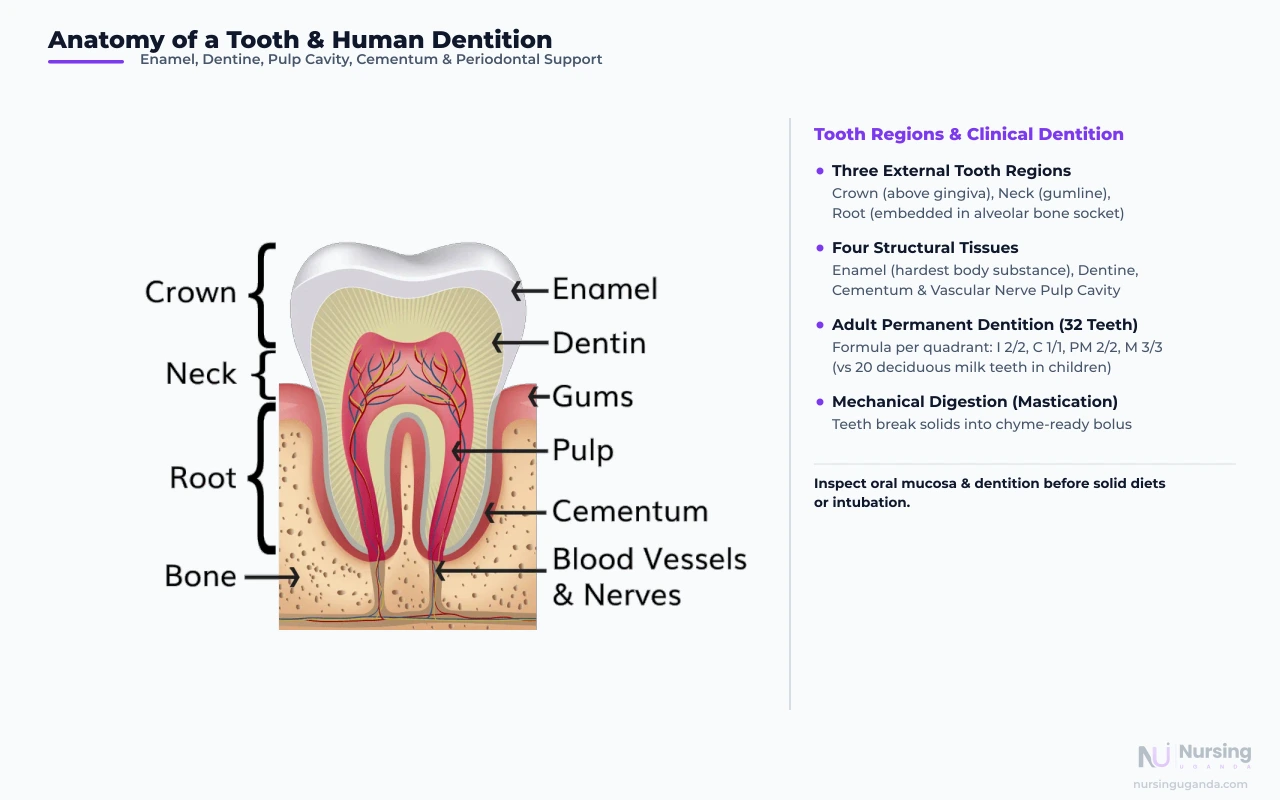 Anatomy of a Tooth & Human Dentition
Enamel, Dentine, Pulp Cavity, Cementum & Periodontal Support
Crown
Neck
Root
Bone
Enamel
Dentin
Gums
Pulp
Cementum
Blood Vessels
& Nerves
Tooth Regions & Clinical Dentition
Three External Tooth Regions
Crown (above gingiva), Neck (gumline),
Root (embedded in alveolar bone socket)
Four Structural Tissues
Enamel (hardest body substance), Dentine,
Cementum & Vascular Nerve Pulp Cavity
Adult Permanent Dentition (32 Teeth)
Formula per quadrant: I 2/2, C 1/1, PM 2/2, M 3/3
(vs 20 deciduous milk teeth in children)
Mechanical Digestion (Mastication)
Teeth break solids into chyme-ready bolus
Inspect oral mucosa & dentition before solid diets
or intubation.
NU Nursing
UGANDA
nursinguganda.com